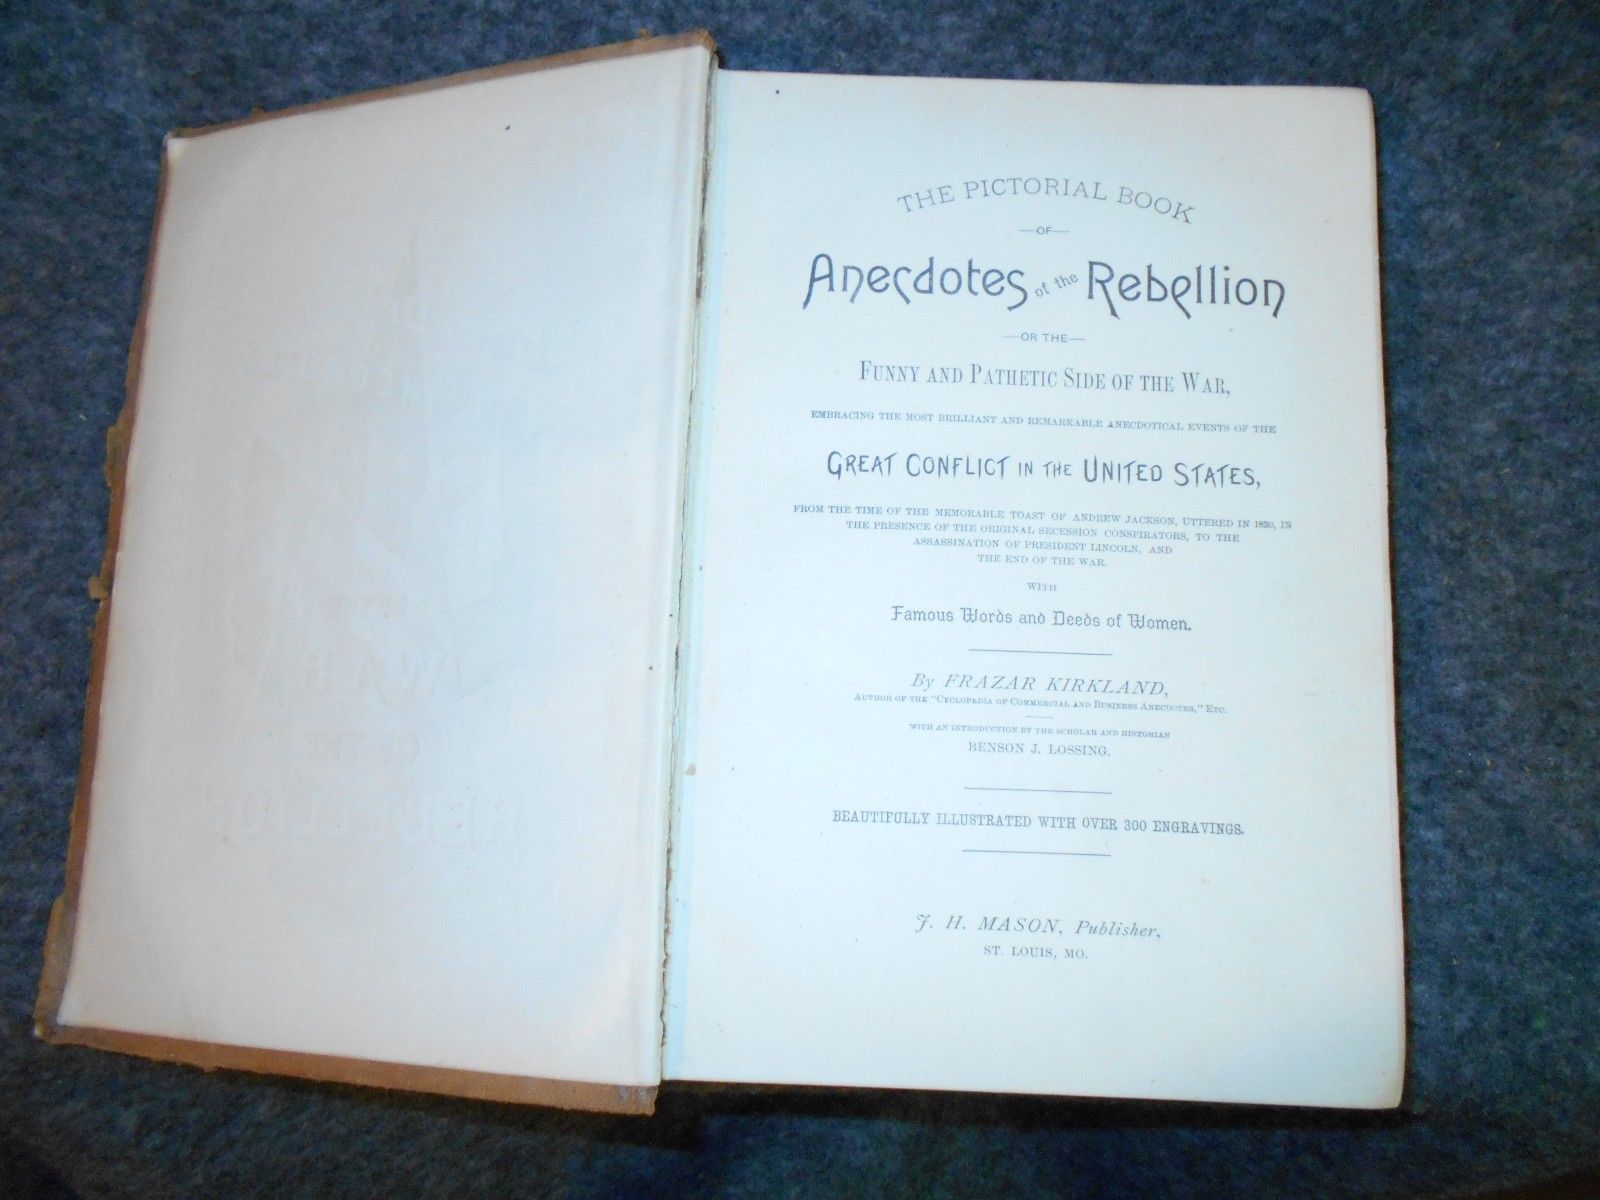 THE PICTORIAL BOOK
—OF—
Anecdotes of the Rebellion
—OR THE—
FUNNY AND PATHETIC SIDE OF THE WAR,
EMBRACING THE MOST BRILLIANT AND REMARKABLE ANECDOTICAL EVENTS OF THE
GREAT CONFLICT IN THE UNITED STATES,
FROM THE TIME OF THE MEMORABLE TOAST OF ANDREW JACKSON, UTTERED IN 1830, IN
THE PRESENCE OF THE ORIGINAL SECESSION CONSPIRATORS, TO THE
ASSASSINATION OF PRESIDENT LINCOLN, AND
THE END OF THE WAR.
WITH
Famous Words and Deeds of Women.
By FRAZAR KIRKLAND,
AUTHOR OF THE "CYCLOPÆDIA OF COMMERCIAL AND BUSINESS ANECDOTES," ETC.
WITH AN INTRODUCTION BY THE SCHOLAR AND HISTORIAN
BENSON J. LOSSING.
BEAUTIFULLY ILLUSTRATED WITH OVER 300 ENGRAVINGS.
J. H. MASON, Publisher,
ST. LOUIS, MO.